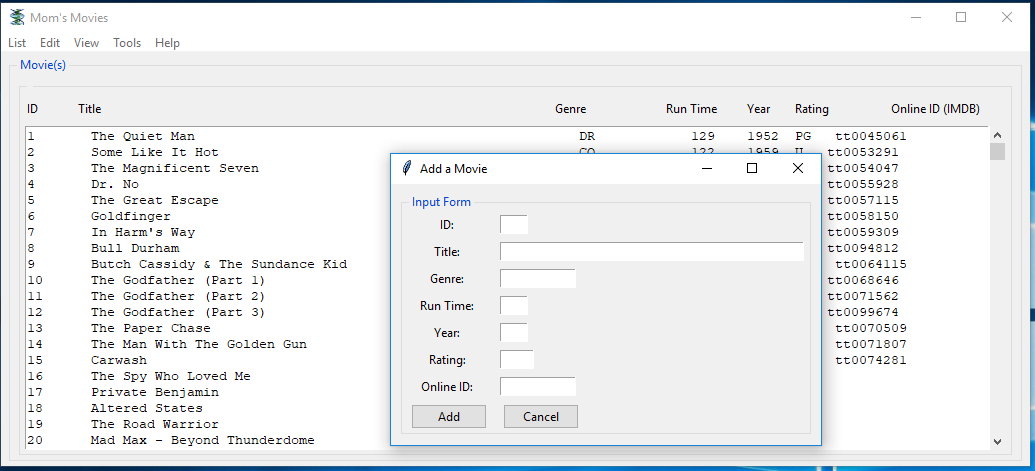 Mom's Movies
List Edit View Tools Help
Movie(s)
ID Title Genre Run Time Year Rating Online ID (IMDB)
1 The Quiet Man DR 129 1952 PG tt0045061
2 Some Like It Hot CO 122 1959 U tt0053291
3 The Magnificent Seven tt0054047
4 Dr. No tt0055928
5 The Great Escape tt0057115
6 Goldfinger tt0058150
7 In Harm's Way tt0059309
8 Bull Durham tt0094812
9 Butch Cassidy & The Sundance Kid tt0064115
10 The Godfather (Part 1) tt0068646
11 The Godfather (Part 2) tt0071562
12 The Godfather (Part 3) tt0099674
13 The Paper Chase tt0070509
14 The Man With The Golden Gun tt0071807
15 Carwash tt0074281
16 The Spy Who Loved Me
17 Private Benjamin
18 Altered States
19 The Road Warrior
20 Mad Max - Beyond Thunderdome
Add a Movie
Input Form
ID:
Title:
Genre:
Run Time:
Year:
Rating:
Online ID:
Add Cancel